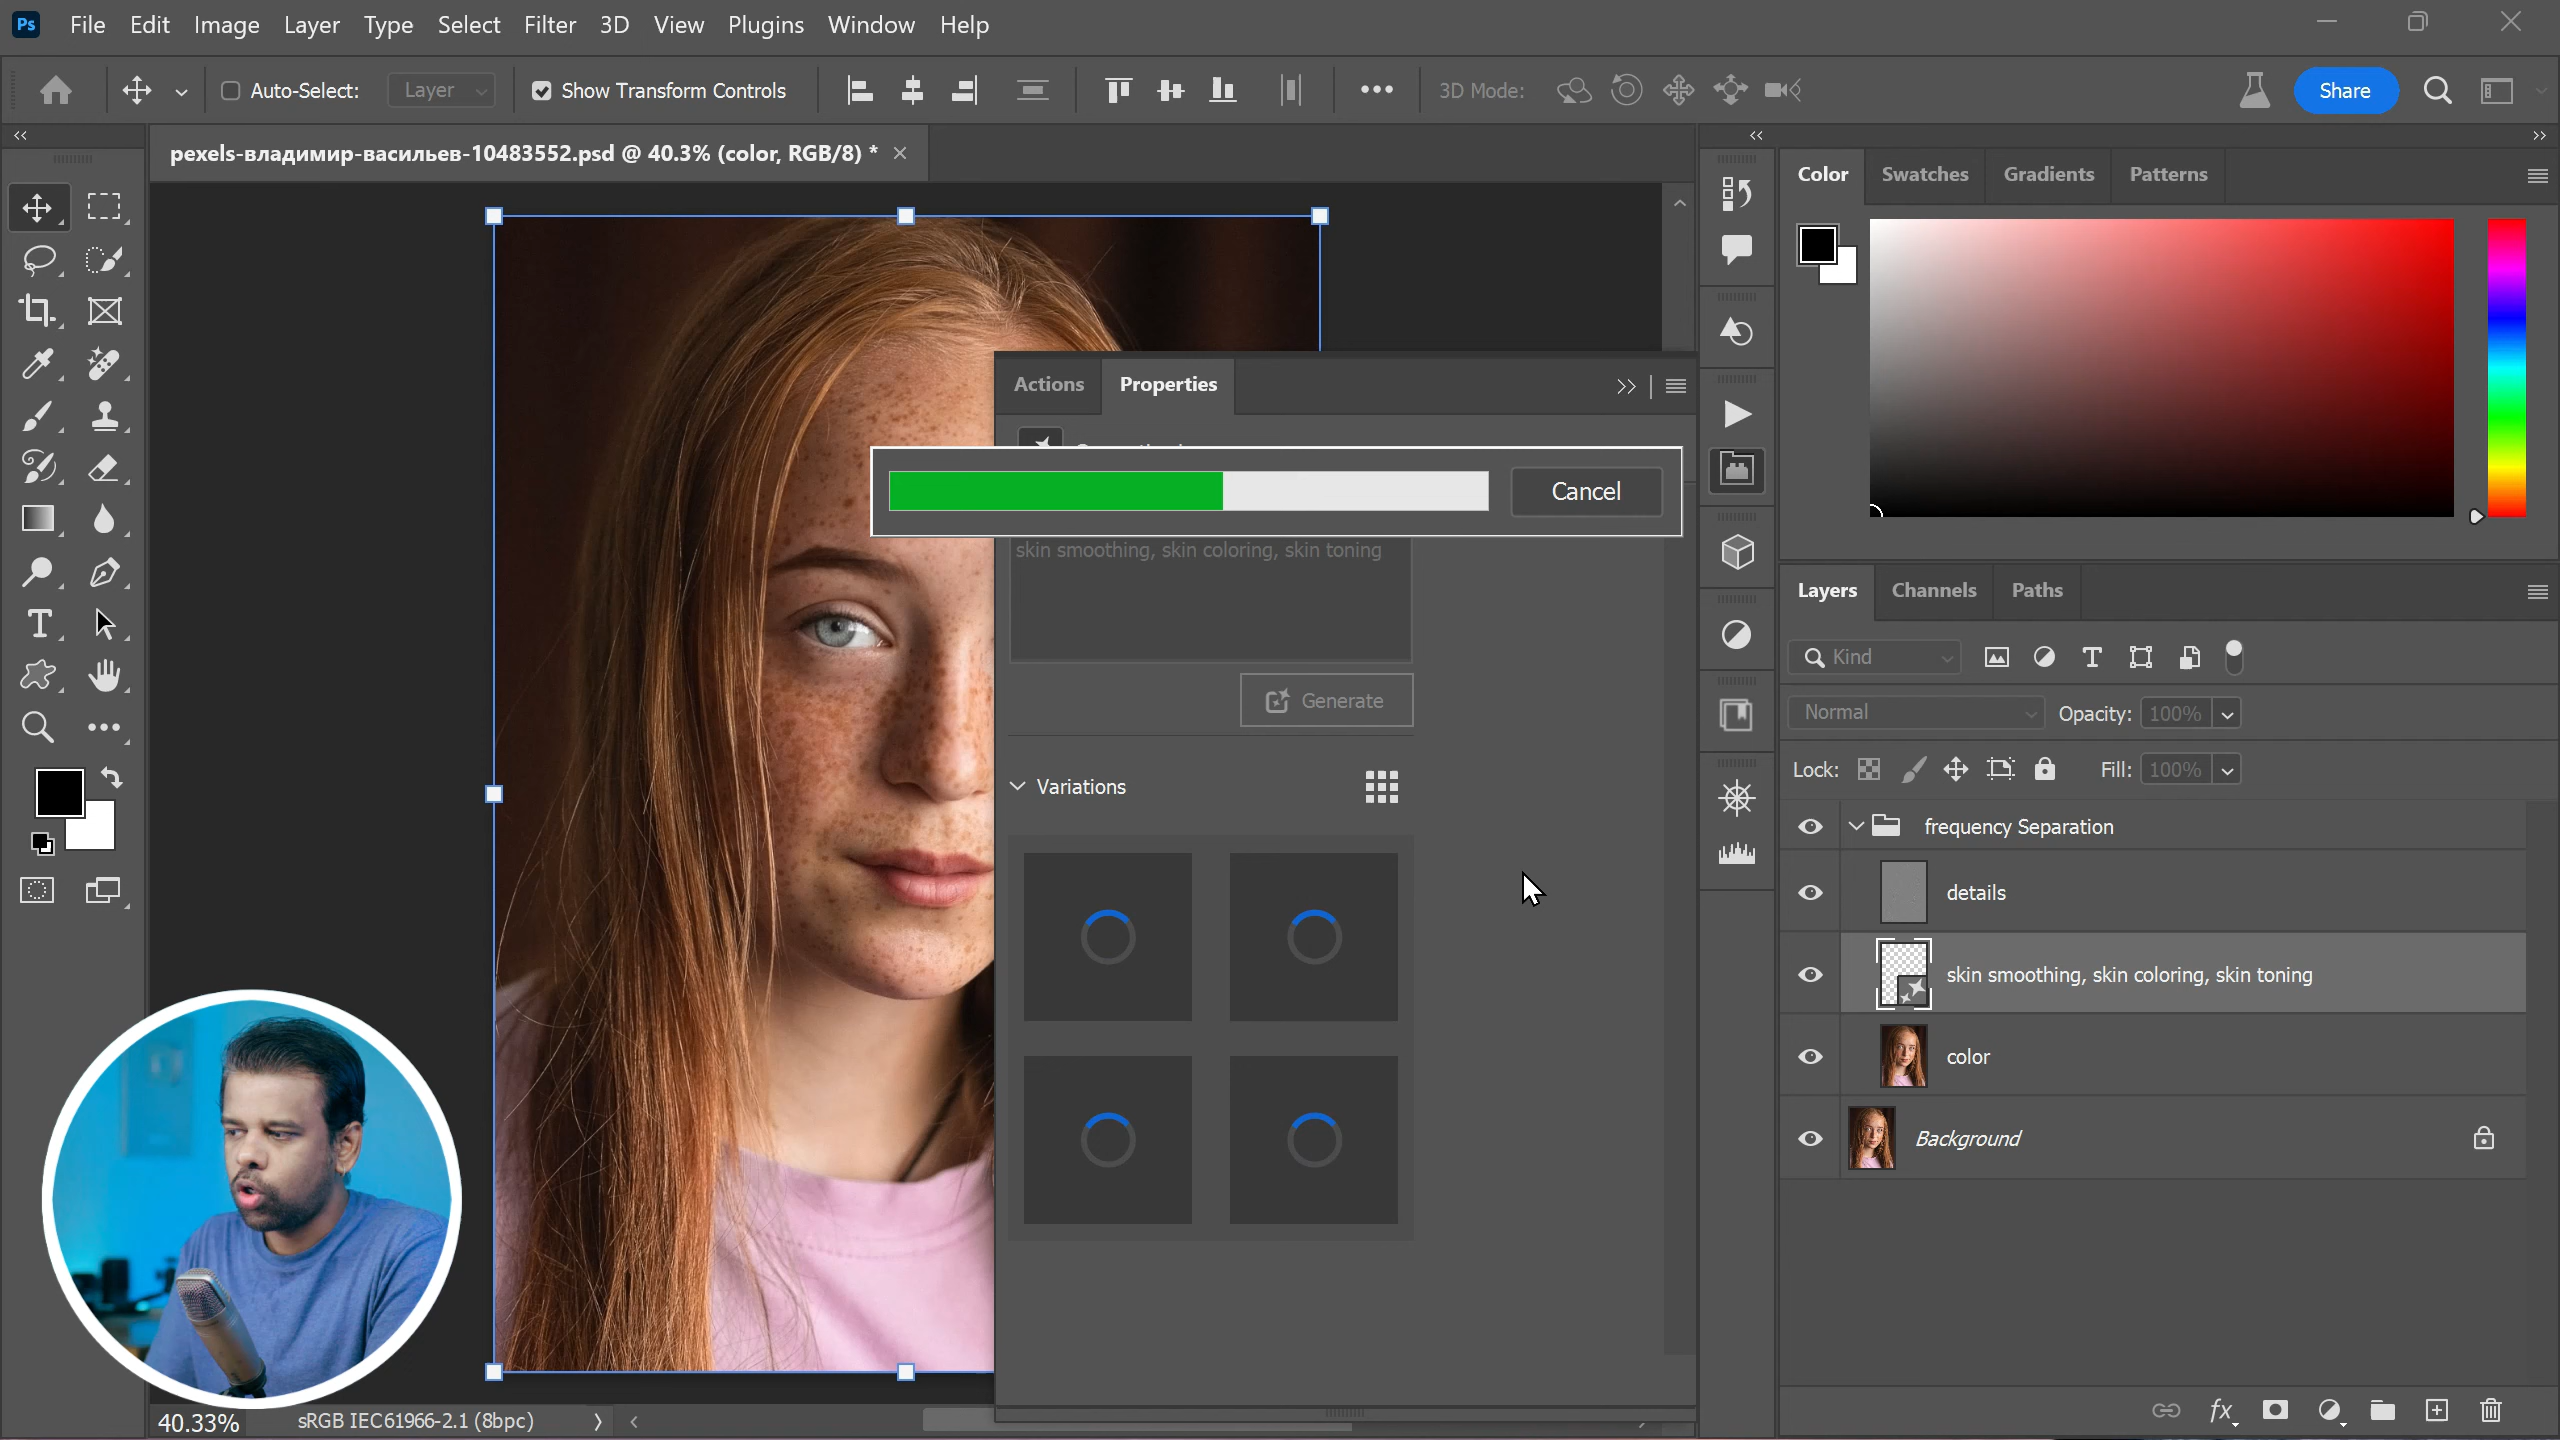 Ps File Edit Image Layer Type Select Filter 3D View Plugins Window Help
Auto-Select: Layer Show Transform Controls 3D Mode: Share
pexels-владимир-васильев-10483552.psd @ 40.3% (color, RGB/8) *
Color Swatches Gradients Patterns
Actions Properties
Cancel
skin smoothing, skin coloring, skin toning
Generate
Variations
Layers Channels Paths
Kind
Normal Opacity: 100%
Lock: Fill: 100%
frequency Separation
details
skin smoothing, skin coloring, skin toning
color
Background
fx
40.33% sRGB IEC61966-2.1 (8bpc)